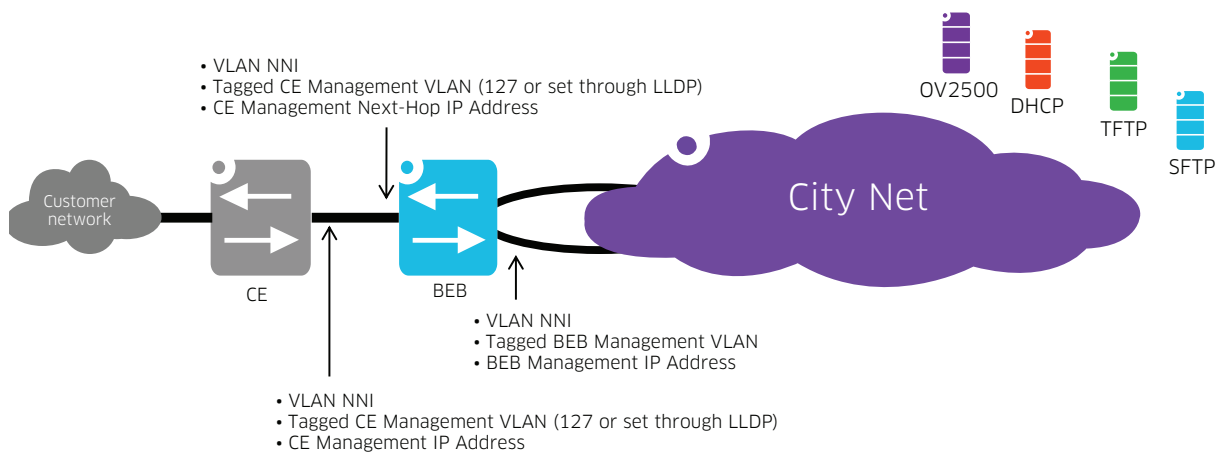 • VLAN NNI
• Tagged CE Management VLAN (127 or set through LLDP)
• CE Management Next-Hop IP Address
OV2500
DHCP
TFTP
SFTP
Customer
network
City Net
CE
BEB
• VLAN NNI
• Tagged BEB Management VLAN
• BEB Management IP Address
• VLAN NNI
• Tagged CE Management VLAN (127 or set through LLDP)
• CE Management IP Address